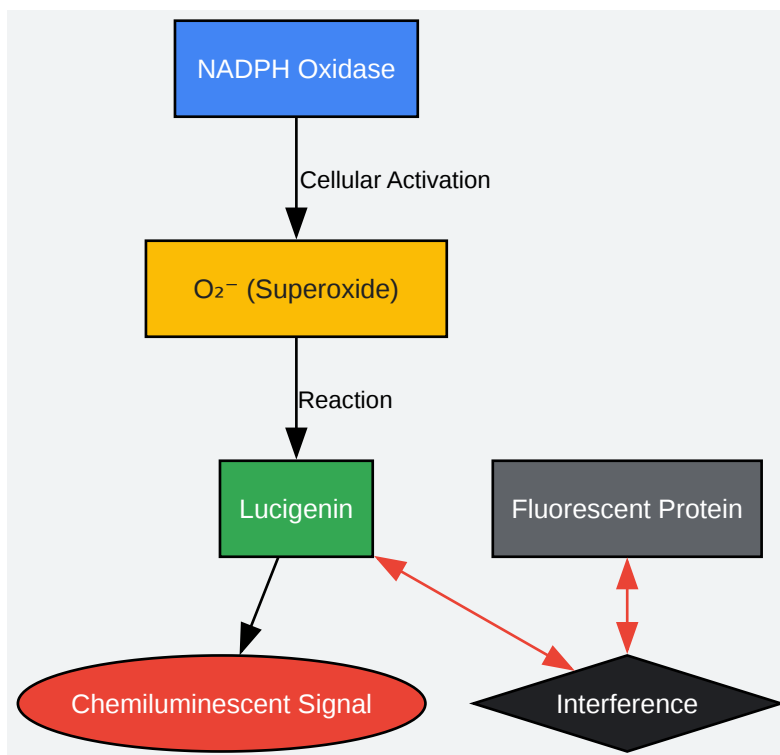 NADPH Oxidase
Cellular Activation
O₂⁻ (Superoxide)
Reaction
Lucigenin
Fluorescent Protein
Chemiluminescent Signal
Interference